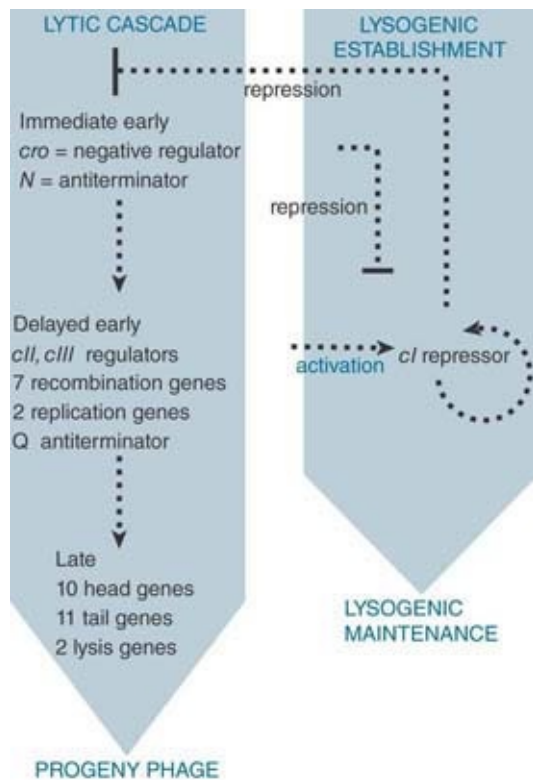 LYTIC CASCADE
repression
Immediate early
cro = negative regulator
N = antiterminator
Delayed early
cII, cIII regulators
7 recombination genes
2 replication genes
Q antiterminator
Late
10 head genes
11 tail genes
2 lysis genes
PROGENY PHAGE
LYSOGENIC
ESTABLISHMENT
repression
activation
cI repressor
LYSOGENIC
MAINTENANCE